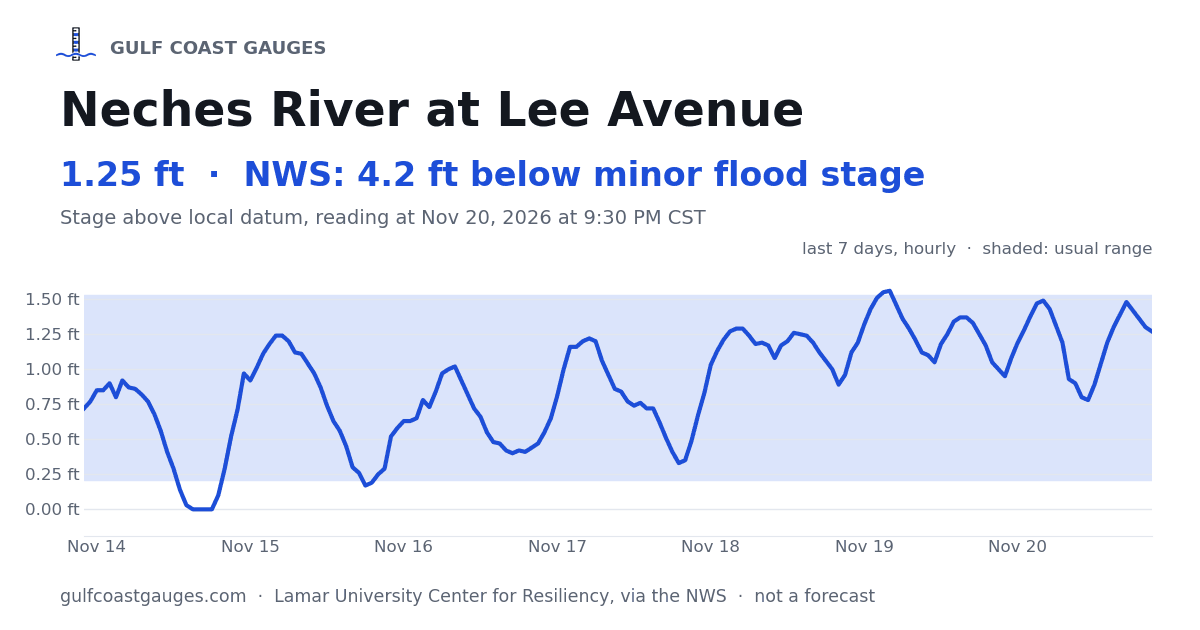 GULF COAST GAUGES
Neches River at Lee Avenue
1.25 ft · NWS: 4.2 ft below minor flood stage
Stage above local datum, reading at Nov 20, 2026 at 9:30 PM CST
last 7 days, hourly · shaded: usual range
1.50 ft
1.25 ft
1.00 ft
0.75 ft
0.50 ft
0.25 ft
0.00 ft
Nov 14 Nov 15 Nov 16 Nov 17 Nov 18 Nov 19 Nov 20
gulfcoastgauges.com · Lamar University Center for Resiliency, via the NWS · not a forecast